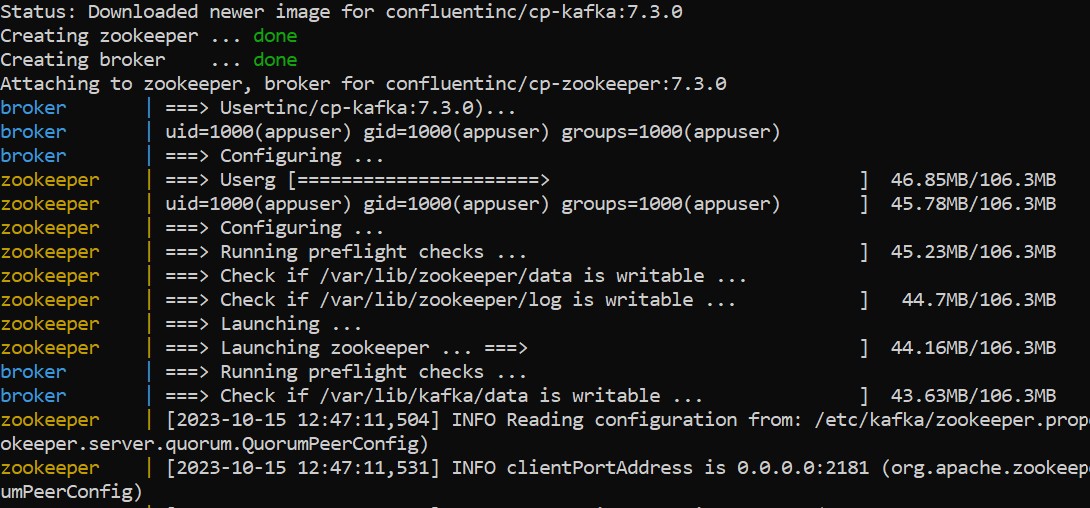 Status: Downloaded newer image for confluentinc/cp-kafka:7.3.0
Creating zookeeper ... done
Creating broker    ... done
Attaching to zookeeper, broker for confluentinc/cp-zookeeper:7.3.0
broker       | ===> Usertinc/cp-kafka:7.3.0)...
broker       | uid=1000(appuser) gid=1000(appuser) groups=1000(appuser)
broker       | ===> Configuring ...
zookeeper    | ===> Userg [======================>                            ]  46.85MB/106.3MB
zookeeper    | uid=1000(appuser) gid=1000(appuser) groups=1000(appuser)       ]  45.78MB/106.3MB
zookeeper    | ===> Configuring ...
zookeeper    | ===> Running preflight checks ...                              ]  45.23MB/106.3MB
zookeeper    | ===> Check if /var/lib/zookeeper/data is writable ...
zookeeper    | ===> Check if /var/lib/zookeeper/log is writable ...           ]   44.7MB/106.3MB
zookeeper    | ===> Launching ...
zookeeper    | ===> Launching zookeeper ... ===>                              ]  44.16MB/106.3MB
broker       | ===> Running preflight checks ...
broker       | ===> Check if /var/lib/kafka/data is writable ...              ]  43.63MB/106.3MB
zookeeper    | [2023-10-15 12:47:11,504] INFO Reading configuration from: /etc/kafka/zookeeper.prope
okeeper.server.quorum.QuorumPeerConfig)
zookeeper    | [2023-10-15 12:47:11,531] INFO clientPortAddress is 0.0.0.0:2181 (org.apache.zookeepe
umPeerConfig)